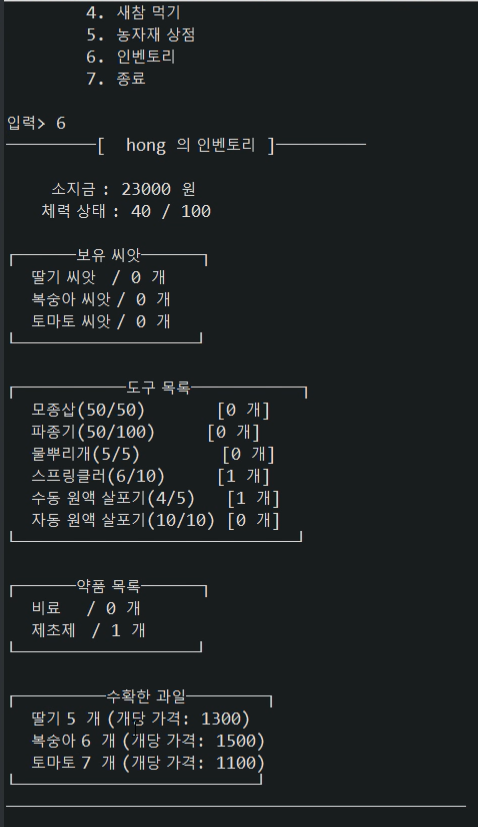 4. 새참 먹기
5. 농자재 상점
6. 인벤토리
7. 종료
입력> 6
[ hong 의 인벤토리 ]
소지금 : 23000 원
체력 상태 : 40 / 100
보유 씨앗
딸기 씨앗 / 0 개
복숭아 씨앗 / 0 개
토마토 씨앗 / 0 개
도구 목록
모종삽(50/50) [0 개]
파종기(50/100) [0 개]
물뿌리개(5/5) [0 개]
스프링클러(6/10) [1 개]
수동 원액 살포기(4/5) [1 개]
자동 원액 살포기(10/10) [0 개]
약품 목록
비료 / 0 개
제초제 / 1 개
수확한 과일
딸기 5 개 (개당 가격: 1300)
복숭아 6 개 (개당 가격: 1500)
토마토 7 개 (개당 가격: 1100)